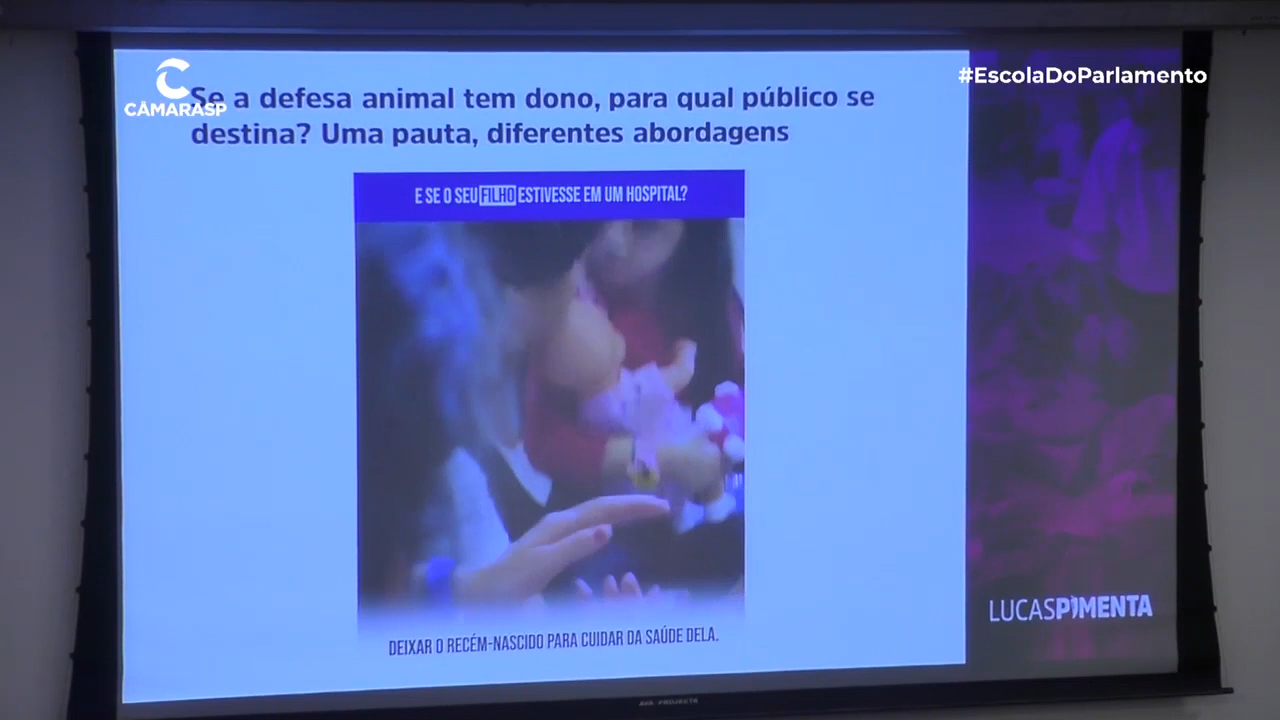 CÂMARASP
#EscolaDoParlamento
Se a defesa animal tem dono, para qual público se
destina? Uma pauta, diferentes abordagens
E SE O SEU FILHO ESTIVESSE EM UM HOSPITAL?
DEIXAR O RECÉM-NASCIDO PARA CUIDAR DA SAÚDE DELA.
LUCASPIMENTA